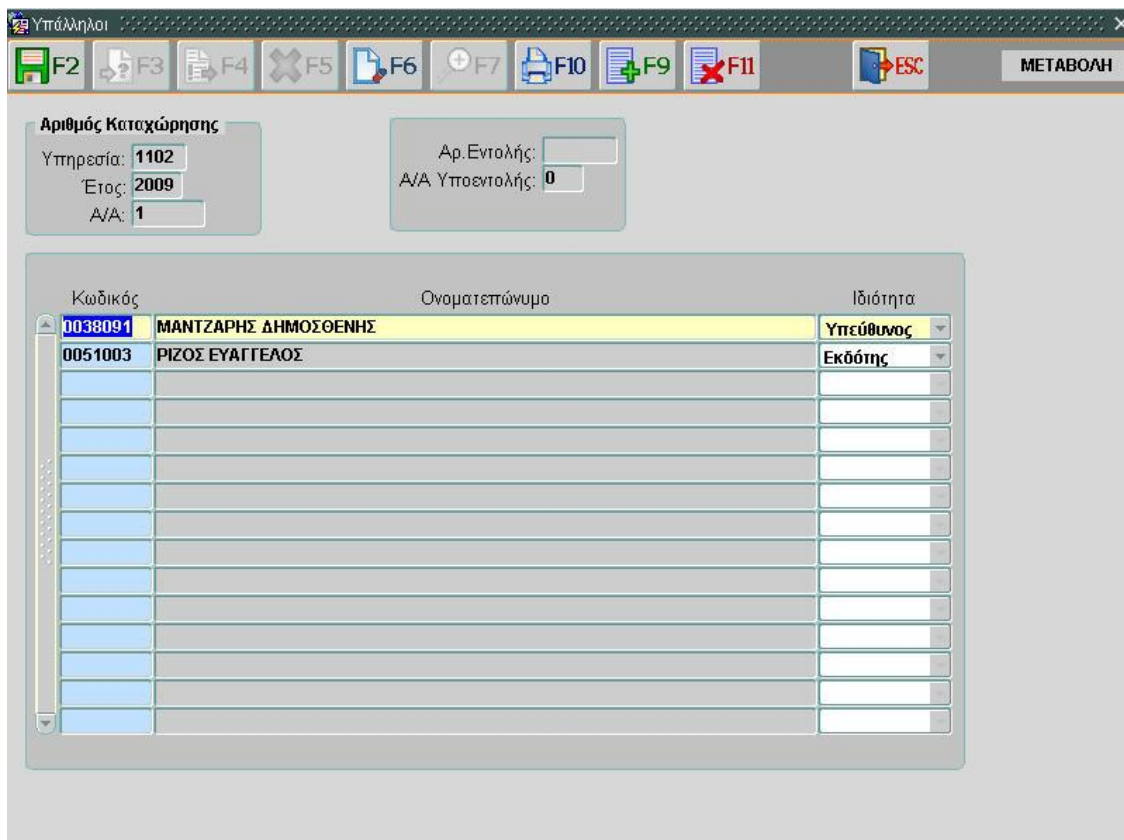 Υπάλληλοι
F2 F3 F4 F5 F6 F7 F10 F9 F11 ESC ΜΕΤΑΒΟΛΗ
Αριθμός Καταχώρησης
Υπηρεσία: 1102
Έτος: 2009
Α/Α: 1
Αρ.Εντολής:
Α/Α Υποεντολής: 0
Κωδικός Ονοματεπώνυμο Ιδιότητα
0038091 ΜΑΝΤΖΑΡΗΣ ΔΗΜΟΣΘΕΝΗΣ Υπεύθυνος
0051003 ΡΙΖΟΣ ΕΥΑΓΓΕΛΟΣ Εκδότης